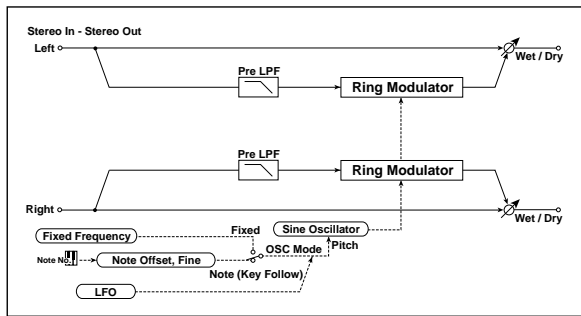 Stereo In - Stereo Out
Left
Wet / Dry
Pre LPF
Ring Modulator
Pre LPF
Ring Modulator
Right
Wet / Dry
Fixed Frequency
Fixed
Sine Oscillator
OSC Mode
Pitch
Note No.
Note Offset, Fine
Note (Key Follow)
LFO